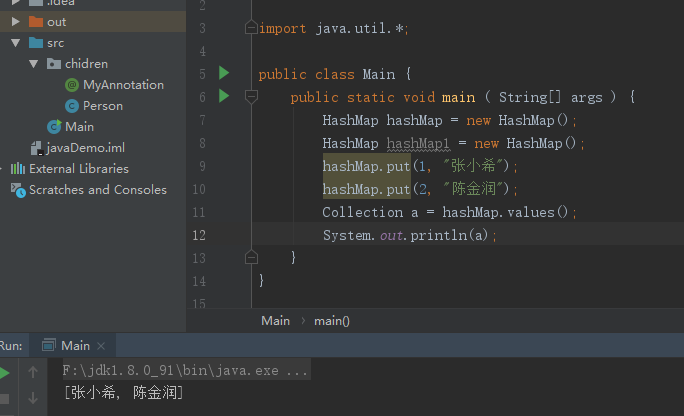 .idea
out
src
chidren
MyAnnotation
Person
Main
javaDemo.iml
External Libraries
Scratches and Consoles
2
3 import java.util.*;
4
5 public class Main {
6 public static void main ( String[] args ) {
7 HashMap hashMap = new HashMap();
8 HashMap hashMap1 = new HashMap();
9 hashMap.put(1, "张小希");
10 hashMap.put(2, "陈金润");
11 Collection a = hashMap.values();
12 System.out.println(a);
13 }
14 }
15
Main › main()
Run: Main ×
F:\jdk1.8.0_91\bin\java.exe ...
[张小希, 陈金润]